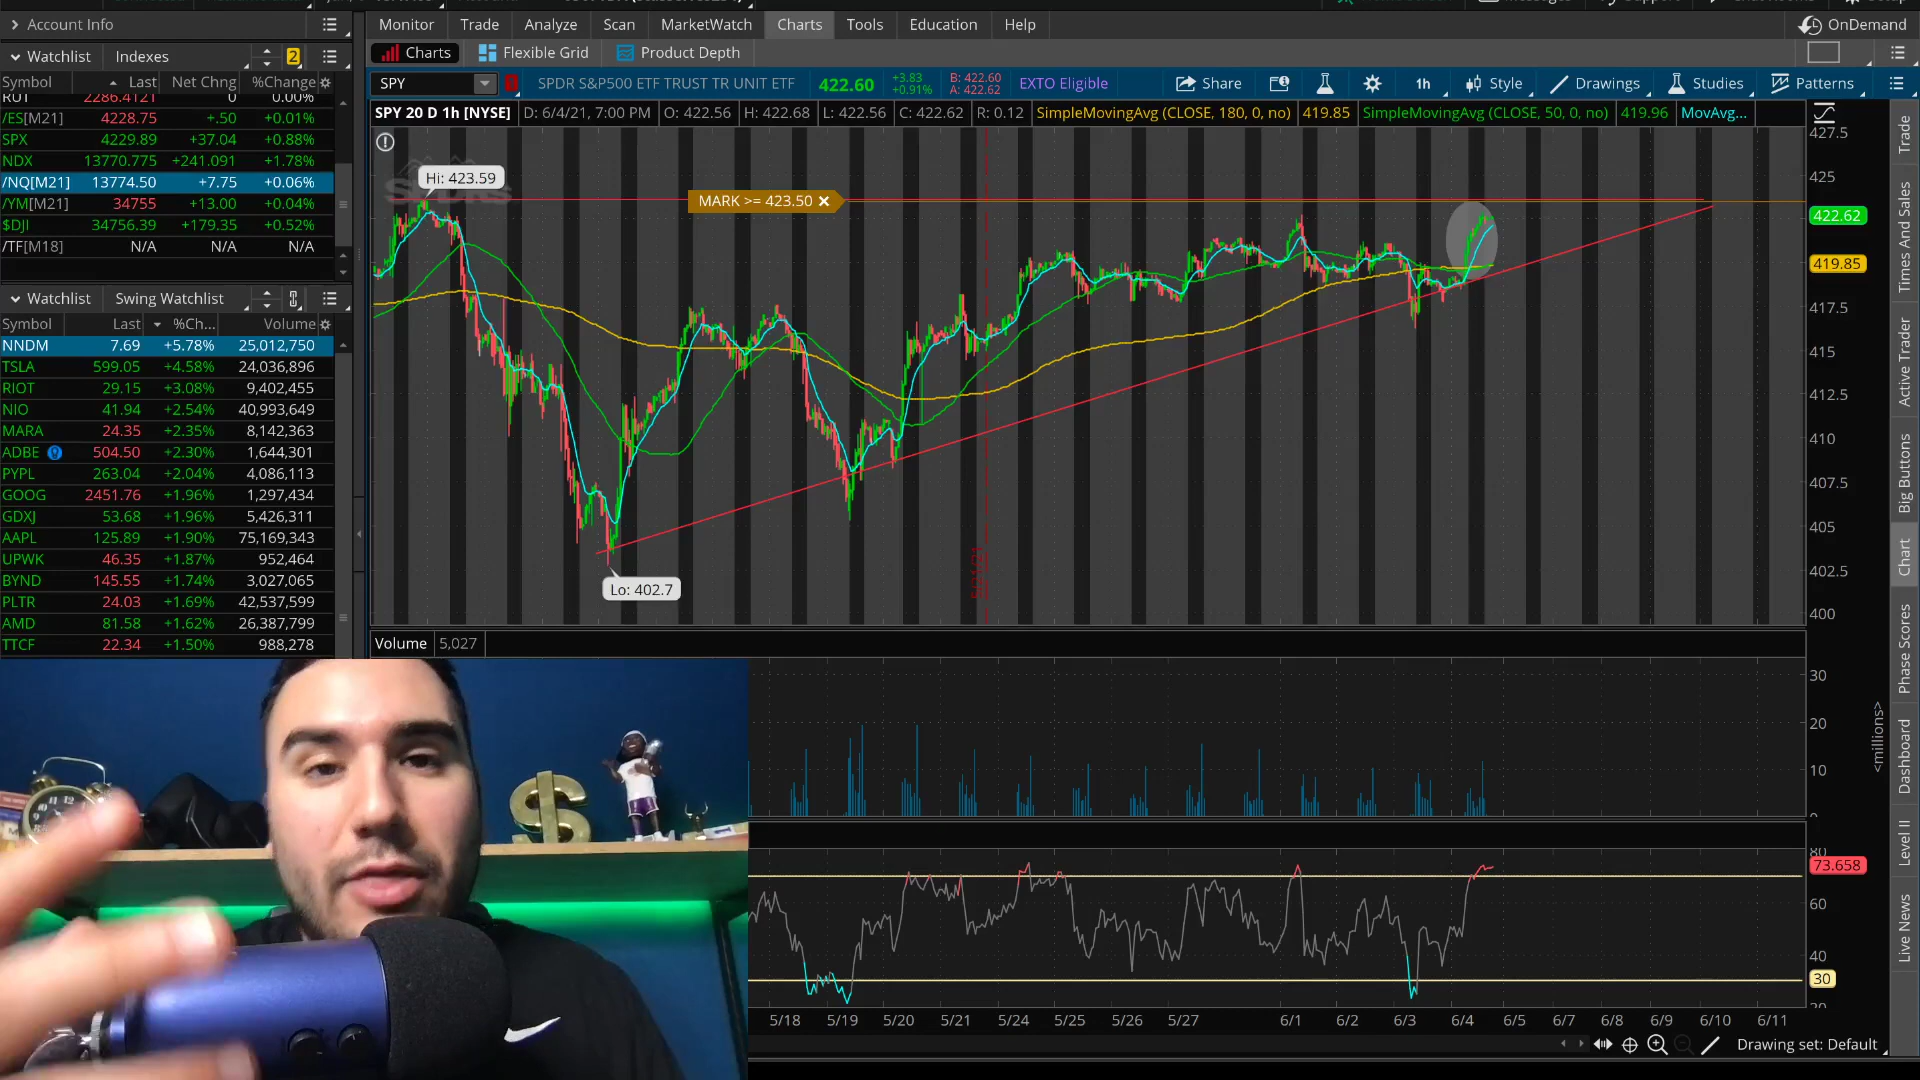 Account Info
Monitor Trade Analyze Scan MarketWatch Charts Tools Education Help OnDemand
Watchlist Indexes 2
Charts Flexible Grid Product Depth
Symbol Last Net Chng %Change
SPY SPDR S&P500 ETF TRUST TR UNIT ETF 422.60 +3.83 +0.91% B: 422.60 A: 422.62 EXTO Eligible Share 1h Style Drawings Studies Patterns
RUT 2286.4121 0 0.00%
SPY 20 D 1h [NYSE] D: 6/4/21, 7:00 PM O: 422.56 H: 422.68 L: 422.56 C: 422.62 R: 0.12 SimpleMovingAvg (CLOSE, 180, 0, no) 419.85 SimpleMovingAvg (CLOSE, 50, 0, no) 419.96 MovAvg...
/ES[M21] 4228.75 +.50 +0.01%
SPX 4229.89 +37.04 +0.88%
NDX 13770.775 +241.091 +1.78%
/NQ[M21] 13774.50 +7.75 +0.06%
/YM[M21] 34755 +13.00 +0.04%
$DJI 34756.39 +179.35 +0.52%
/TF[M18] N/A N/A N/A
Watchlist Swing Watchlist
Symbol Last %Ch... Volume
NNDM 7.69 +5.78% 25,012,750
TSLA 599.05 +4.58% 24,036,896
RIOT 29.15 +3.08% 9,402,455
NIO 41.94 +2.54% 40,993,649
MARA 24.35 +2.35% 8,142,363
ADBE 504.50 +2.30% 1,644,301
PYPL 263.04 +2.04% 4,086,113
GOOG 2451.76 +1.96% 1,297,434
GDXJ 53.68 +1.96% 5,426,311
AAPL 125.89 +1.90% 75,169,343
UPWK 46.35 +1.87% 952,464
BYND 145.55 +1.74% 3,027,065
PLTR 24.03 +1.69% 42,537,599
AMD 81.58 +1.62% 26,387,799
TTCF 22.34 +1.50% 988,278
Hi: 423.59
MARK >= 423.50
Lo: 402.7
427.5
425
422.62
419.85
417.5
415
412.5
410
407.5
405
402.5
400
Volume 5,027
30
20
10
<millions>
80
73.658
60
40
30
20
5/18 5/19 5/20 5/21 5/24 5/25 5/26 5/27 6/1 6/2 6/3 6/4 6/5 6/7 6/8 6/9 6/10 6/11
Drawing set: Default
Trade
Times And Sales
Active Trader
Big Buttons
Chart
Phase Scores
Dashboard
Level II
Live News